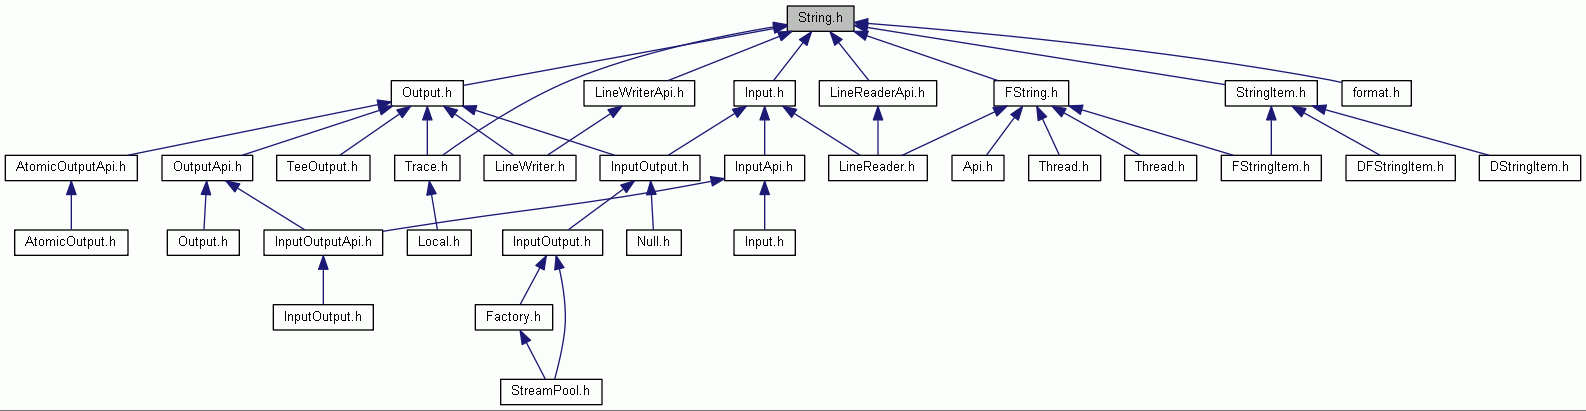 String.h
Output.h
LineWriterApi.h
Input.h
LineReaderApi.h
FString.h
StringItem.h
format.h
AtomicOutputApi.h
OutputApi.h
TeeOutput.h
Trace.h
LineWriter.h
InputOutput.h
InputApi.h
LineReader.h
Api.h
Thread.h
Thread.h
FStringItem.h
DFStringItem.h
DStringItem.h
AtomicOutput.h
Output.h
InputOutputApi.h
Local.h
InputOutput.h
Null.h
Input.h
InputOutput.h
Factory.h
StreamPool.h